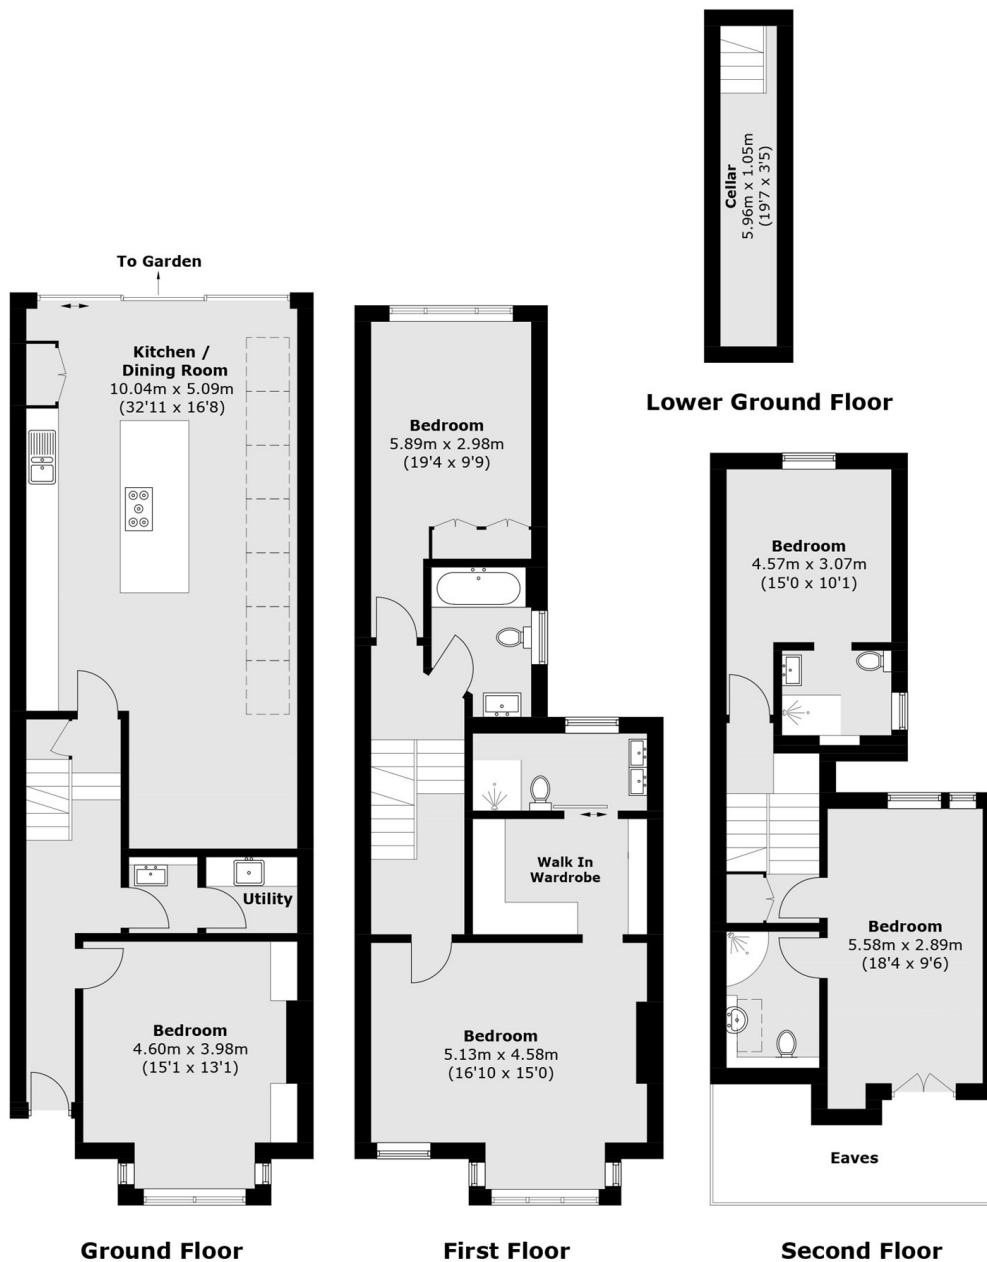 To Garden
Kitchen /
Dining Room
10.04m x 5.09m
(32'11 x 16'8)
Utility
Bedroom
4.60m x 3.98m
(15'1 x 13'1)
Ground Floor
Bedroom
5.89m x 2.98m
(19'4 x 9'9)
Walk In
Wardrobe
Bedroom
5.13m x 4.58m
(16'10 x 15'0)
First Floor
Cellar
5.96m x 1.05m
(19'7 x 3'5)
Lower Ground Floor
Bedroom
4.57m x 3.07m
(15'0 x 10'1)
Bedroom
5.58m x 2.89m
(18'4 x 9'6)
Eaves
Second Floor